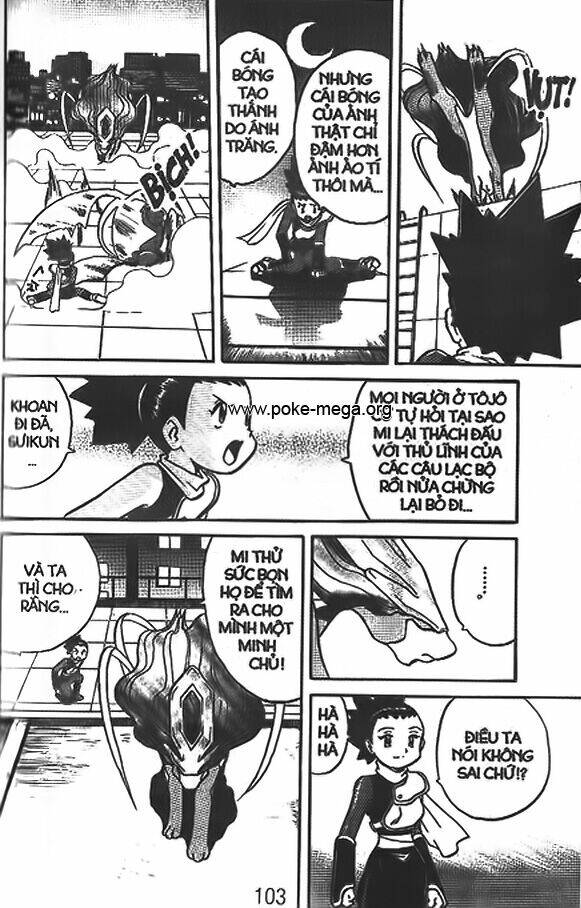 BỊCH!
CÁI
BÓNG
TẠO
THÀNH
DO ÁNH
TRĂNG.
NHƯNG
CÁI BÓNG
CỦA ẢNH
THẬT CHỈ
ĐẬM HƠN
ẢNH ẢO TÍ
THÔI MÀ...
VỤT!
KHOAN
ĐI ĐÃ,
SUIKUN
...
www.poke-mega.org
MỌI NGƯỜI Ở TÔJÔ
CỨ TỰ HỎI TẠI SAO
MI LẠI THÁCH ĐẤU
VỚI THỦ LĨNH CỦA
CÁC CÂU LẠC BỘ
RỒI NỬA CHỪNG
LẠI BỎ ĐI...
VÀ TA
THÌ CHO
RẰNG...
MI THỬ
SỨC BỌN
HỌ ĐỂ TÌM
RA CHO
MÌNH MỘT
MINH
CHỦ!
.....
HÀ
HÀ
HÀ
ĐIỀU TA
NÓI KHÔNG
SAI CHỨ!?
103